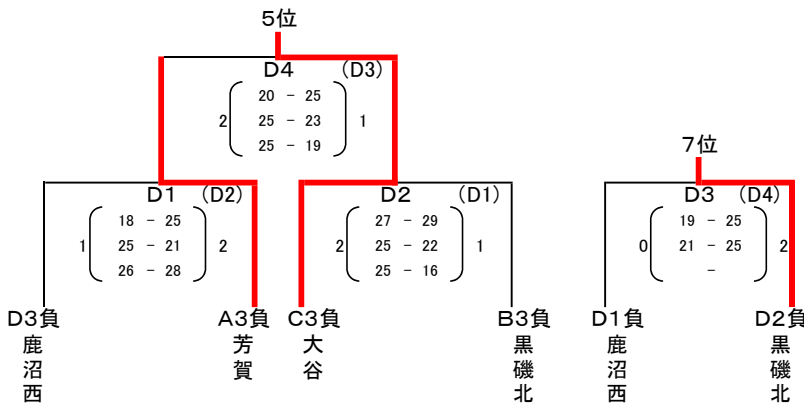 5位
D4 (D3)
2 20 - 25 1
25 - 23
25 - 19
7位
D1 (D2) D2 (D1) D3 (D4)
18 - 25 27 - 29 19 - 25
1 25 - 21 2 2 25 - 22 1 0 21 - 25 2
26 - 28 25 - 16 -
D3負 A3負 C3負 B3負 D1負 D2負
鹿沼西 芳賀 大谷 黒磯北 鹿沼西 黒磯北